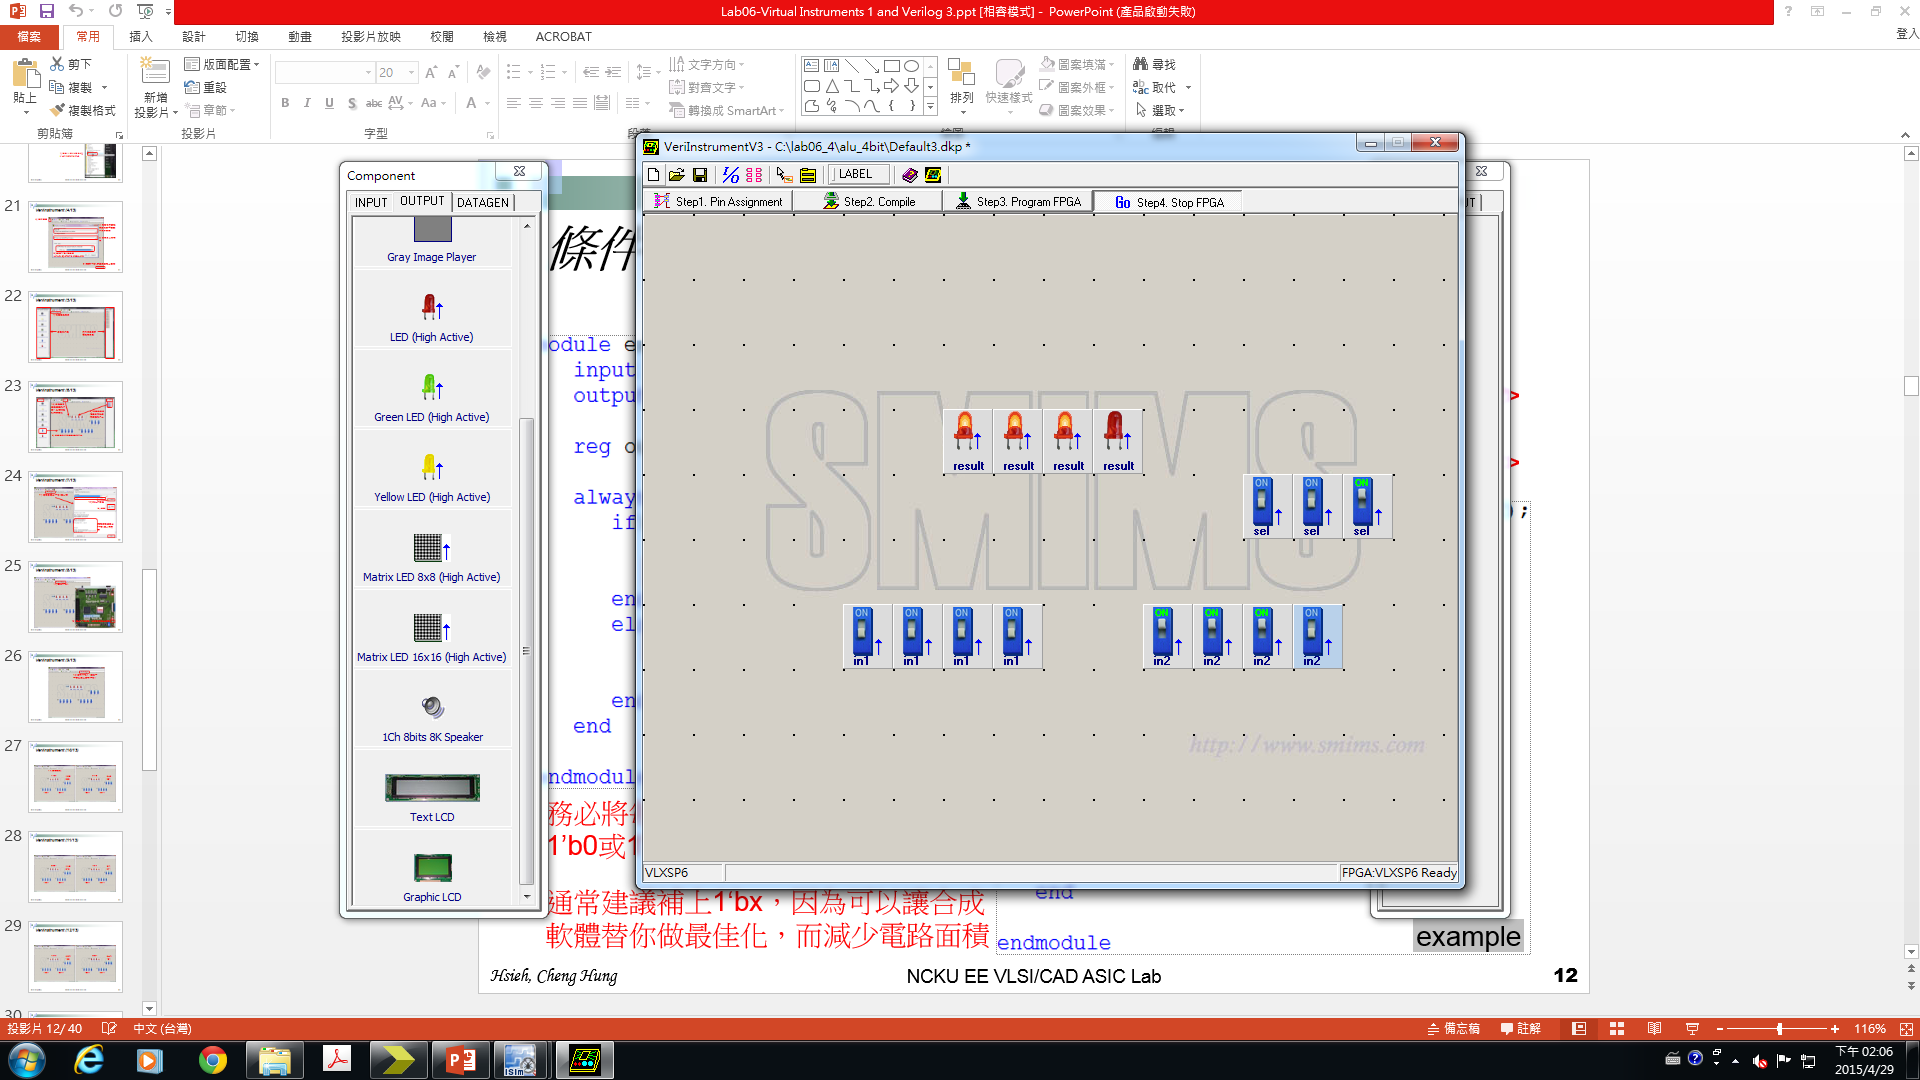 Lab06-Virtual Instruments 1 and Verilog 3.ppt [相容模式] - PowerPoint (產品啟動失敗)
檔案 常用 插入 設計 切換 動畫 投影片放映 校閱 檢視 ACROBAT 登入
貼上 剪下 複製 複製格式 剪貼簿
新增 投影片 版面配置 重設 章節 投影片
20
B I U S abc AV Aa A 字型
文字方向 對齊文字 轉換成 SmartArt
排列 快速樣式 圖案填滿 圖案外框 圖案效果
尋找 取代 選取
21
22
23
24
25
26
27
28
29
30
Component
INPUT OUTPUT DATAGEN
Gray Image Player
LED (High Active)
Green LED (High Active)
Yellow LED (High Active)
Matrix LED 8x8 (High Active)
Matrix LED 16x16 (High Active)
1Ch 8bits 8K Speaker
Text LCD
Graphic LCD
VeriInstrumentV3 - C:\lab06_4\alu_4bit\Default3.dkp *
LABEL
Step1. Pin Assignment Step2. Compile Step3. Program FPGA Go Step4. Stop FPGA
SMIMS
result result result result
ON ON ON
sel sel sel
ON ON ON ON ON ON ON ON
in1 in1 in1 in1 in2 in2 in2 in2
http://www.smims.com
VLXSP6 FPGA:VLXSP6 Ready
條件
odule e
input
outpu
reg o
alway
if
en
el
en
end
ndmodul
務必將
1'b0或1
通常建議補上1'bx，因為可以讓合成
軟體替你做最佳化，而減少電路面積
;
end
endmodule
example
Hsieh, Cheng Hung NCKU EE VLSI/CAD ASIC Lab 12
投影片 12/ 40 中文 (台灣) 備忘稿 註解 116%
ISim
下午 02:06
2015/4/29